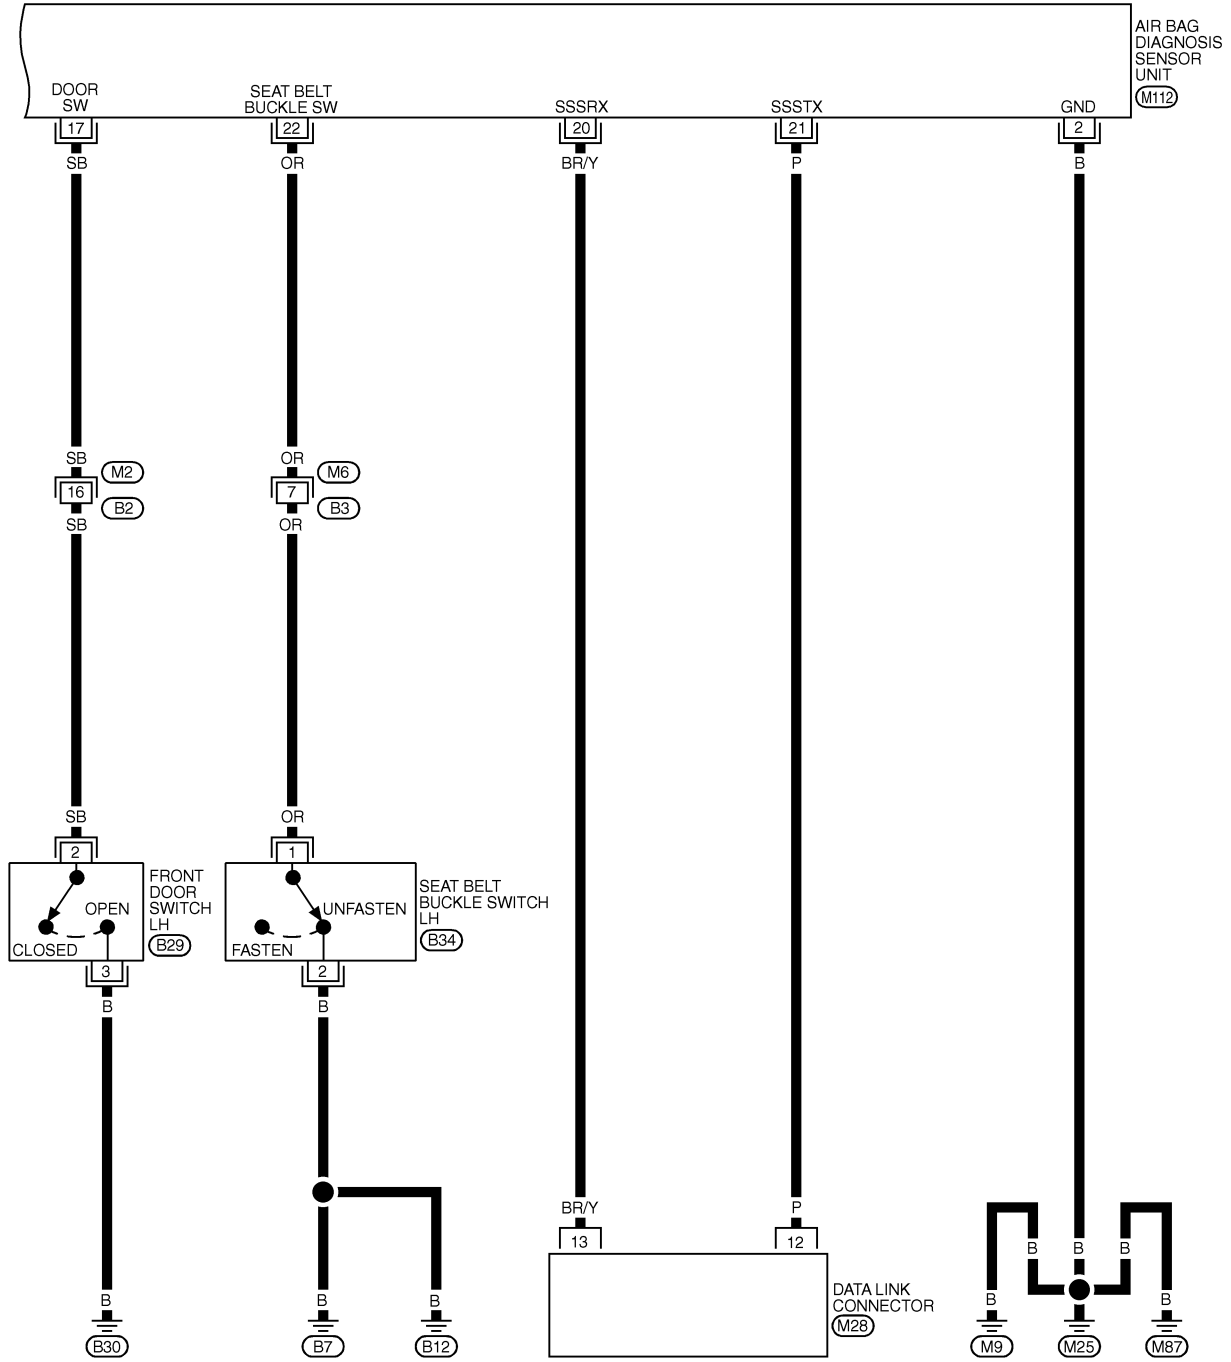 AIR BAG
DIAGNOSIS
SENSOR
UNIT
M112
DOOR
SW
SEAT BELT
BUCKLE SW
SSSRX
SSSTX
GND
17
22
20
21
2
SB
OR
BR/Y
P
B
SB
M2
OR
M6
16
B2
7
B3
SB
OR
SB
OR
2
1
FRONT
DOOR
SWITCH
LH
B29
OPEN
CLOSED
SEAT BELT
BUCKLE SWITCH
LH
B34
UNFASTEN
FASTEN
3
2
B
B
BR/Y
P
13
12
B
B
B
DATA LINK
CONNECTOR
M28
B
B
B
B
B
B30
B7
B12
M9
M25
M87